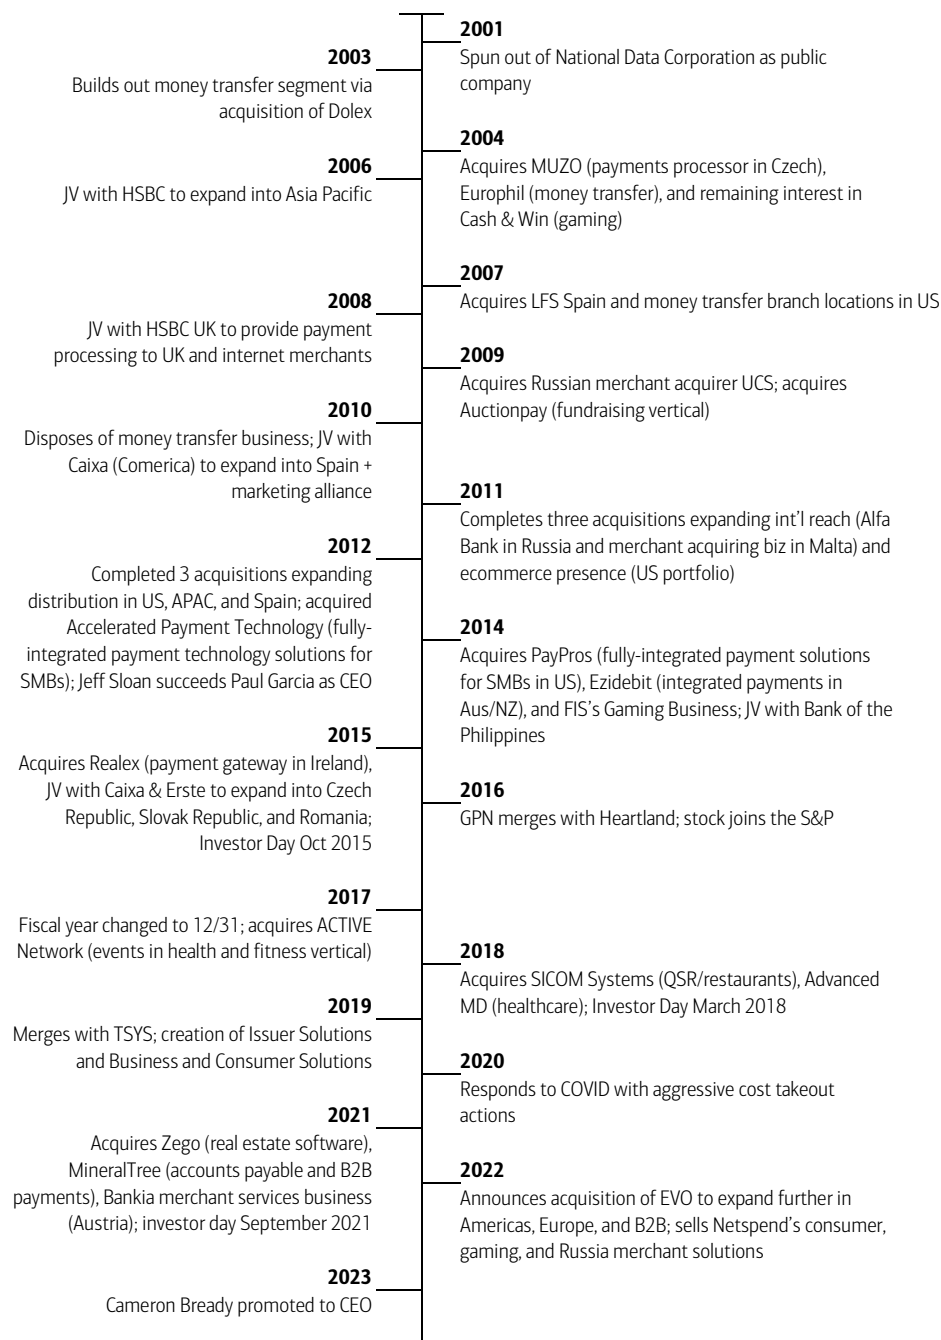 2001
Spun out of National Data Corporation as public
company
2003
Builds out money transfer segment via
acquisition of Dolex
2004
Acquires MUZO (payments processor in Czech),
Europhil (money transfer), and remaining interest in
Cash & Win (gaming)
2006
JV with HSBC to expand into Asia Pacific
2007
Acquires LFS Spain and money transfer branch locations in US
2008
JV with HSBC UK to provide payment
processing to UK and internet merchants
2009
Acquires Russian merchant acquirer UCS; acquires
Auctionpay (fundraising vertical)
2010
Disposes of money transfer business; JV with
Caixa (Comerica) to expand into Spain +
marketing alliance
2011
Completes three acquisitions expanding int'l reach (Alfa
Bank in Russia and merchant acquiring biz in Malta) and
ecommerce presence (US portfolio)
2012
Completed 3 acquisitions expanding
distribution in US, APAC, and Spain; acquired
Accelerated Payment Technology (fully-
integrated payment technology solutions for
SMBs); Jeff Sloan succeeds Paul Garcia as CEO
2014
Acquires PayPros (fully-integrated payment solutions
for SMBs in US), Ezidebit (integrated payments in
Aus/NZ), and FIS's Gaming Business; JV with Bank of the
Philippines
2015
Acquires Realex (payment gateway in Ireland),
JV with Caixa & Erste to expand into Czech
Republic, Slovak Republic, and Romania;
Investor Day Oct 2015
2016
GPN merges with Heartland; stock joins the S&P
2017
Fiscal year changed to 12/31; acquires ACTIVE
Network (events in health and fitness vertical)
2018
Acquires SICOM Systems (QSR/restaurants), Advanced
MD (healthcare); Investor Day March 2018
2019
Merges with TSYS; creation of Issuer Solutions
and Business and Consumer Solutions
2020
Responds to COVID with aggressive cost takeout
actions
2021
Acquires Zego (real estate software),
MineralTree (accounts payable and B2B
payments), Bankia merchant services business
(Austria); investor day September 2021
2022
Announces acquisition of EVO to expand further in
Americas, Europe, and B2B; sells Netspend's consumer,
gaming, and Russia merchant solutions
2023
Cameron Bready promoted to CEO